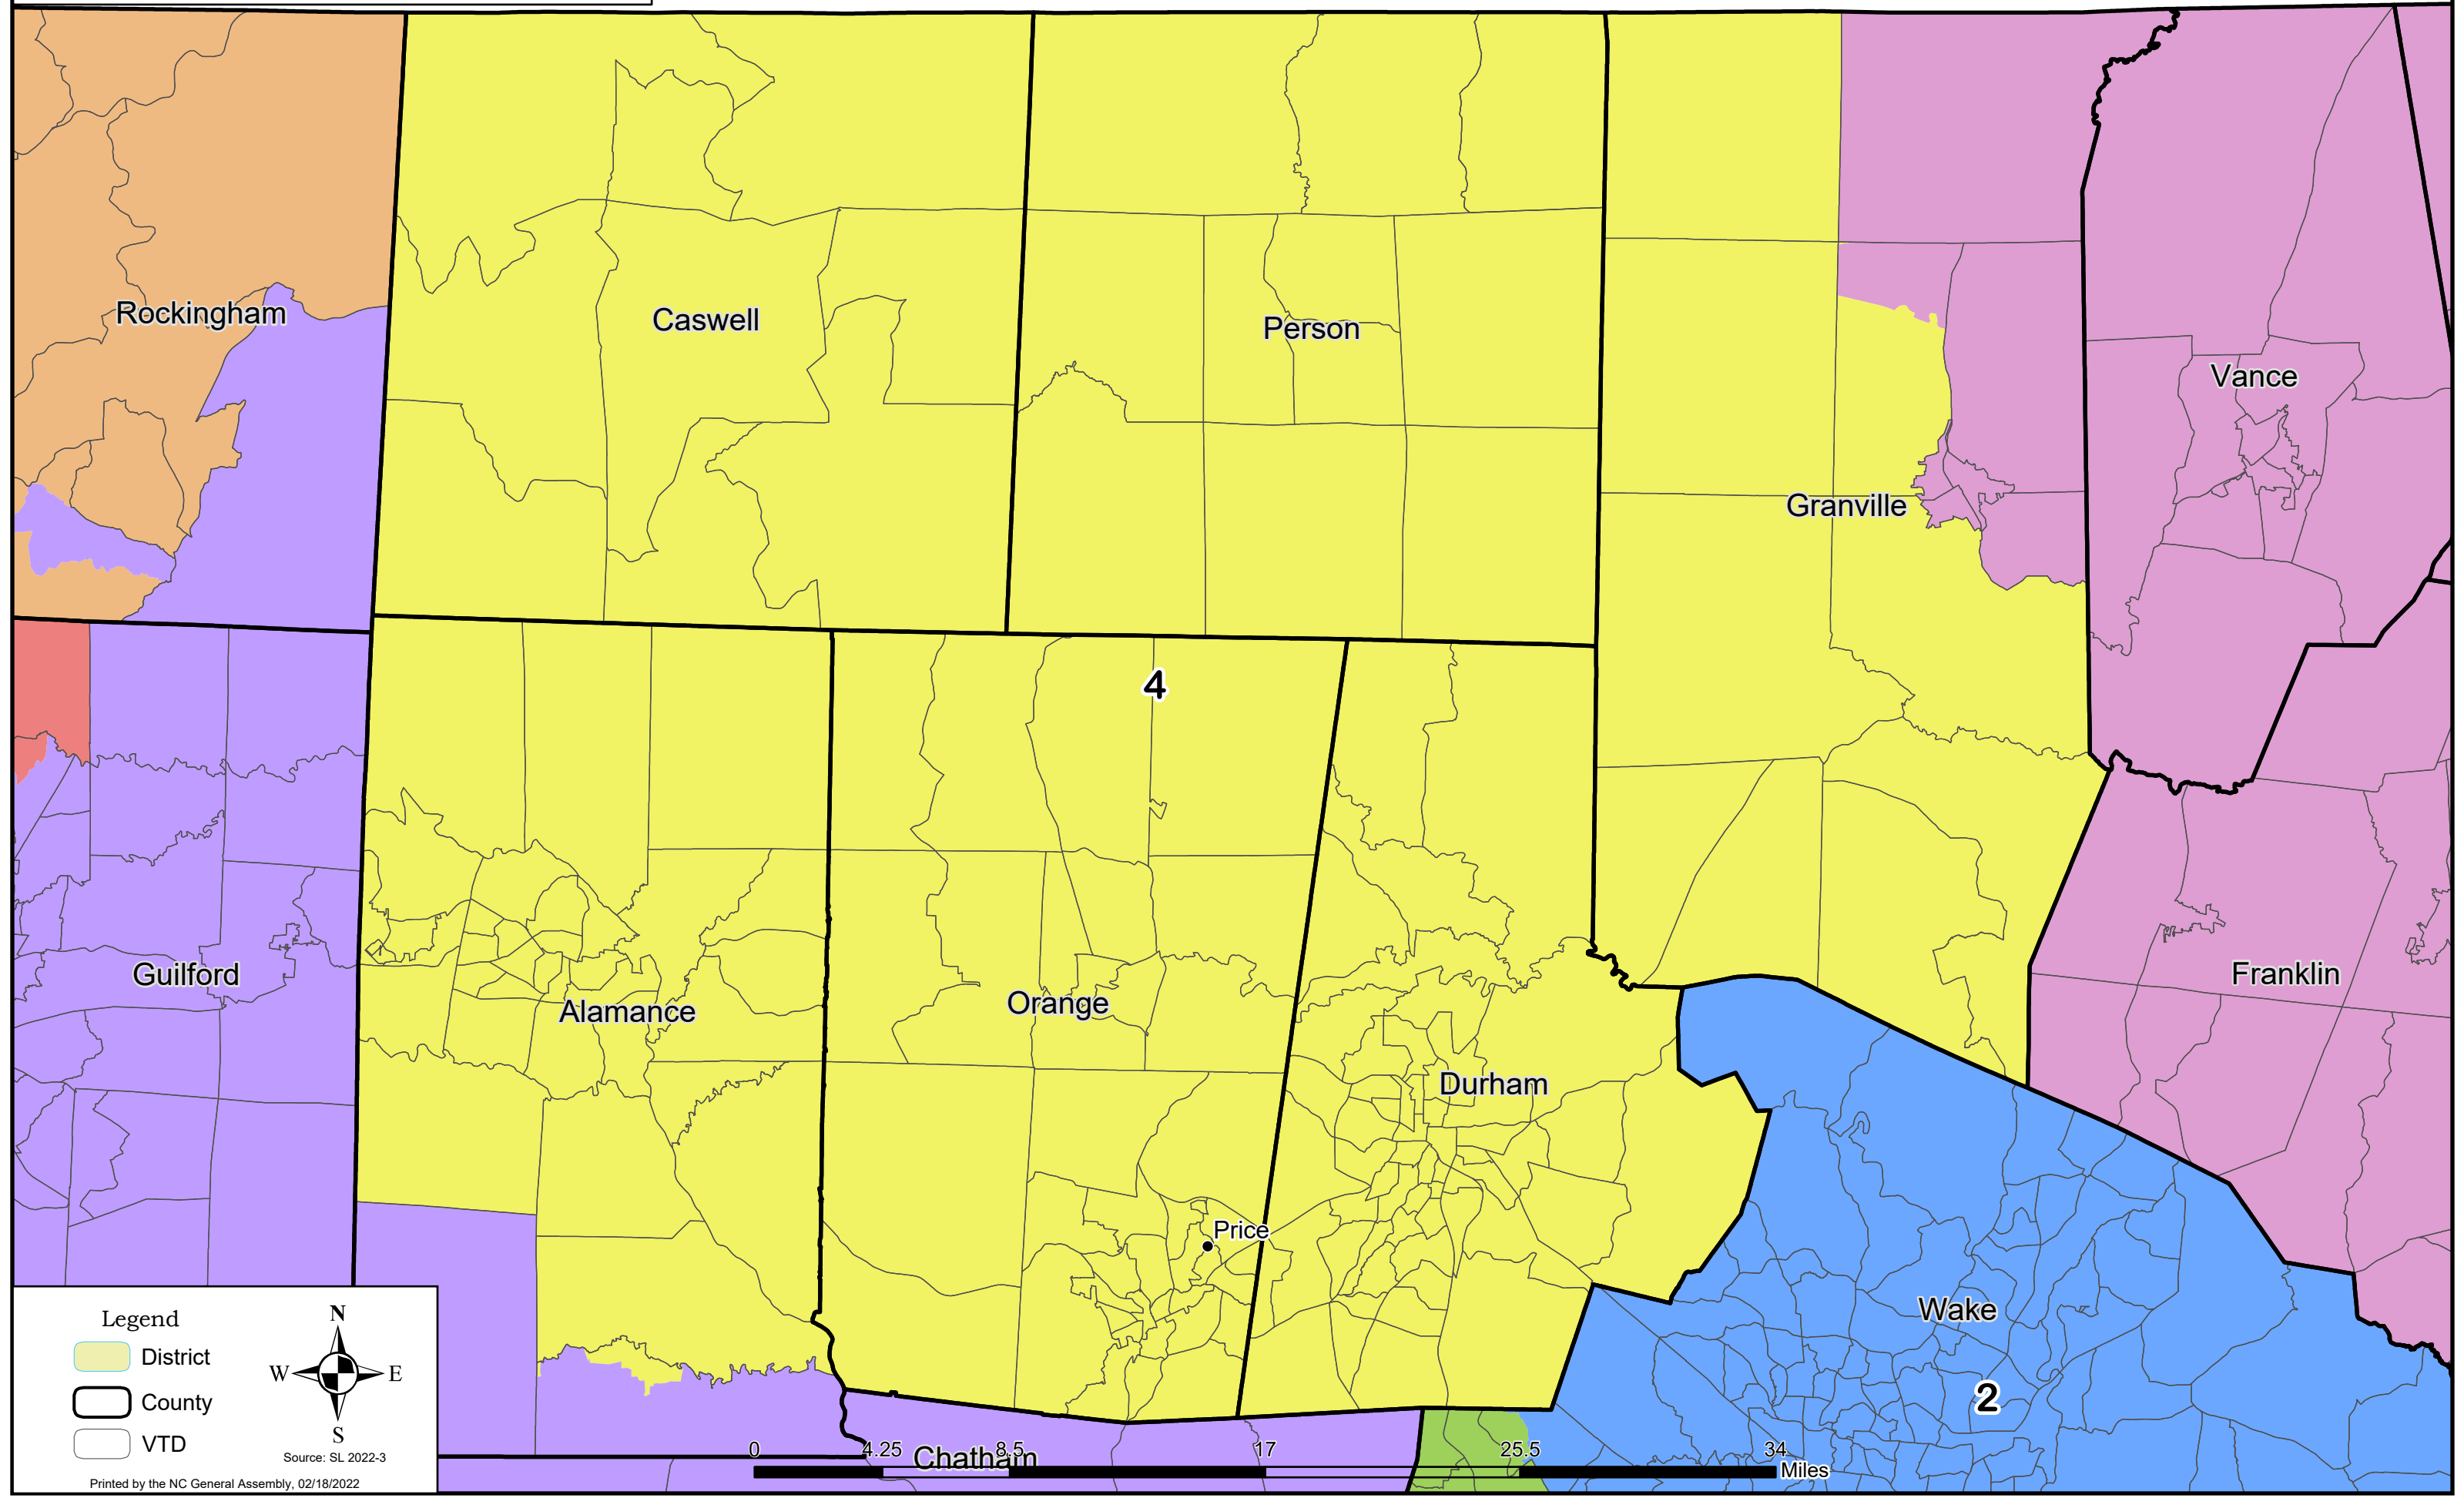 Rockingham
Caswell
Person
Vance
Granville
4
Guilford
Alamance
Orange
Franklin
Durham
Price
Wake
2
Chatham
Legend
District
County
VTD
N
W E
S
Source: SL 2022-3
Printed by the NC General Assembly, 02/18/2022
0 4.25 8.5 17 25.5 34
Miles